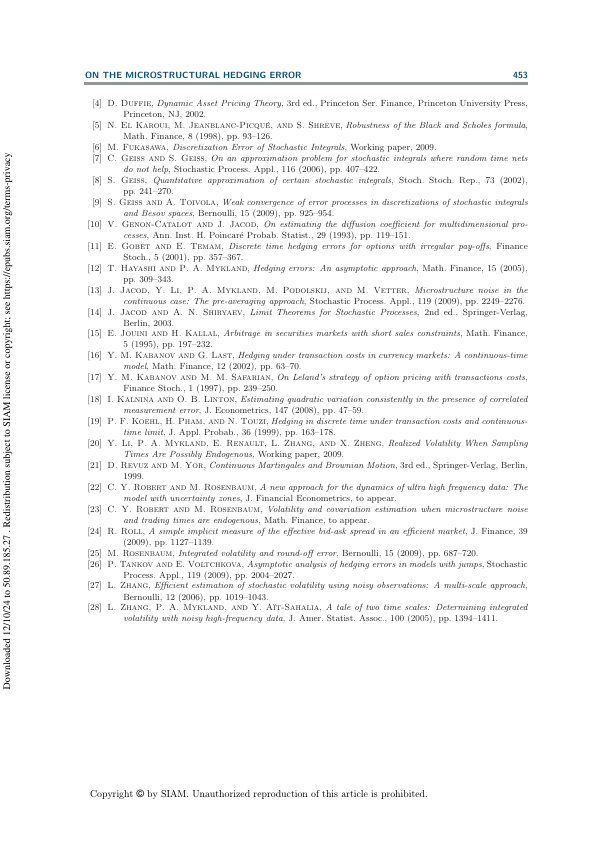 ON THE MICROSTRUCTURAL HEDGING ERROR 453
[4] D. DUFFIE, Dynamic Asset Pricing Theory, 3rd ed., Princeton Ser. Finance, Princeton University Press,
Princeton, NJ, 2002.
[5] N. EL KAROUI, M. JEANBLANC-PICQUÉ, AND S. SHREVE, Robustness of the Black and Scholes formula,
Math. Finance, 8 (1998), pp. 93–126.
[6] M. FUKASAWA, Discretization Error of Stochastic Integrals, Working paper, 2009.
[7] C. GEISS AND S. GEISS, On an approximation problem for stochastic integrals where random time nets
do not help, Stochastic Process. Appl., 116 (2006), pp. 407–422.
[8] S. GEISS, Quantitative approximation of certain stochastic integrals, Stoch. Stoch. Rep., 73 (2002),
pp. 241–270.
[9] S. GEISS AND A. TOIVOLA, Weak convergence of error processes in discretizations of stochastic integrals
and Besov spaces, Bernoulli, 15 (2009), pp. 925–954.
[10] V. GENON-CATALOT AND J. JACOD, On estimating the diffusion coefficient for multidimensional pro-
cesses, Ann. Inst. H. Poincaré Probab. Statist., 29 (1993), pp. 119–151.
[11] E. GOBET AND E. TEMAM, Discrete time hedging errors for options with irregular pay-offs, Finance
Stoch., 5 (2001), pp. 357–367.
[12] T. HAYASHI AND P. A. MYKLAND, Hedging errors: An asymptotic approach, Math. Finance, 15 (2005),
pp. 309–343.
[13] J. JACOD, Y. LI, P. A. MYKLAND, M. PODOLSKIJ, AND M. VETTER, Microstructure noise in the
continuous case: The pre-averaging approach, Stochastic Process. Appl., 119 (2009), pp. 2249–2276.
[14] J. JACOD AND A. N. SHIRYAEV, Limit Theorems for Stochastic Processes, 2nd ed., Springer-Verlag,
Berlin, 2003.
[15] E. JOUINI AND H. KALLAL, Arbitrage in securities markets with short sales constraints, Math. Finance,
5 (1995), pp. 197–232.
[16] Y. M. KABANOV AND G. LAST, Hedging under transaction costs in currency markets: A continuous-time
model, Math. Finance, 12 (2002), pp. 63–70.
[17] Y. M. KABANOV AND M. M. SAFARIAN, On Leland's strategy of option pricing with transactions costs,
Finance Stoch., 1 (1997), pp. 239–250.
[18] I. KALNINA AND O. B. LINTON, Estimating quadratic variation consistently in the presence of correlated
measurement error, J. Econometrics, 147 (2008), pp. 47–59.
[19] P. F. KOEHL, H. PHAM, AND N. TOUZI, Hedging in discrete time under transaction costs and continuous-
time limit, J. Appl. Probab., 36 (1999), pp. 163–178.
[20] Y. LI, P. A. MYKLAND, E. RENAULT, L. ZHANG, AND X. ZHENG, Realized Volatility When Sampling
Times Are Possibly Endogenous, Working paper, 2009.
[21] D. REVUZ AND M. YOR, Continuous Martingales and Brownian Motion, 3rd ed., Springer-Verlag, Berlin,
1999.
[22] C. Y. ROBERT AND M. ROSENBAUM, A new approach for the dynamics of ultra high frequency data: The
model with uncertainty zones, J. Financial Econometrics, to appear.
[23] C. Y. ROBERT AND M. ROSENBAUM, Volatility and covariation estimation when microstructure noise
and trading times are endogenous, Math. Finance, to appear.
[24] R. ROLL, A simple implicit measure of the effective bid-ask spread in an efficient market, J. Finance, 39
(2009), pp. 1127–1139.
[25] M. ROSENBAUM, Integrated volatility and round-off error, Bernoulli, 15 (2009), pp. 687–720.
[26] P. TANKOV AND E. VOLTCHKOVA, Asymptotic analysis of hedging errors in models with jumps, Stochastic
Process. Appl., 119 (2009), pp. 2004–2027.
[27] L. ZHANG, Efficient estimation of stochastic volatility using noisy observations: A multi-scale approach,
Bernoulli, 12 (2006), pp. 1019–1043.
[28] L. ZHANG, P. A. MYKLAND, AND Y. AÏT-SAHALIA, A tale of two time scales: Determining integrated
volatility with noisy high-frequency data, J. Amer. Statist. Assoc., 100 (2005), pp. 1394–1411.
Copyright © by SIAM. Unauthorized reproduction of this article is prohibited.
Downloaded 12/10/24 to 50.89.185.27 . Redistribution subject to SIAM license or copyright; see https://epubs.siam.org/terms-privacy